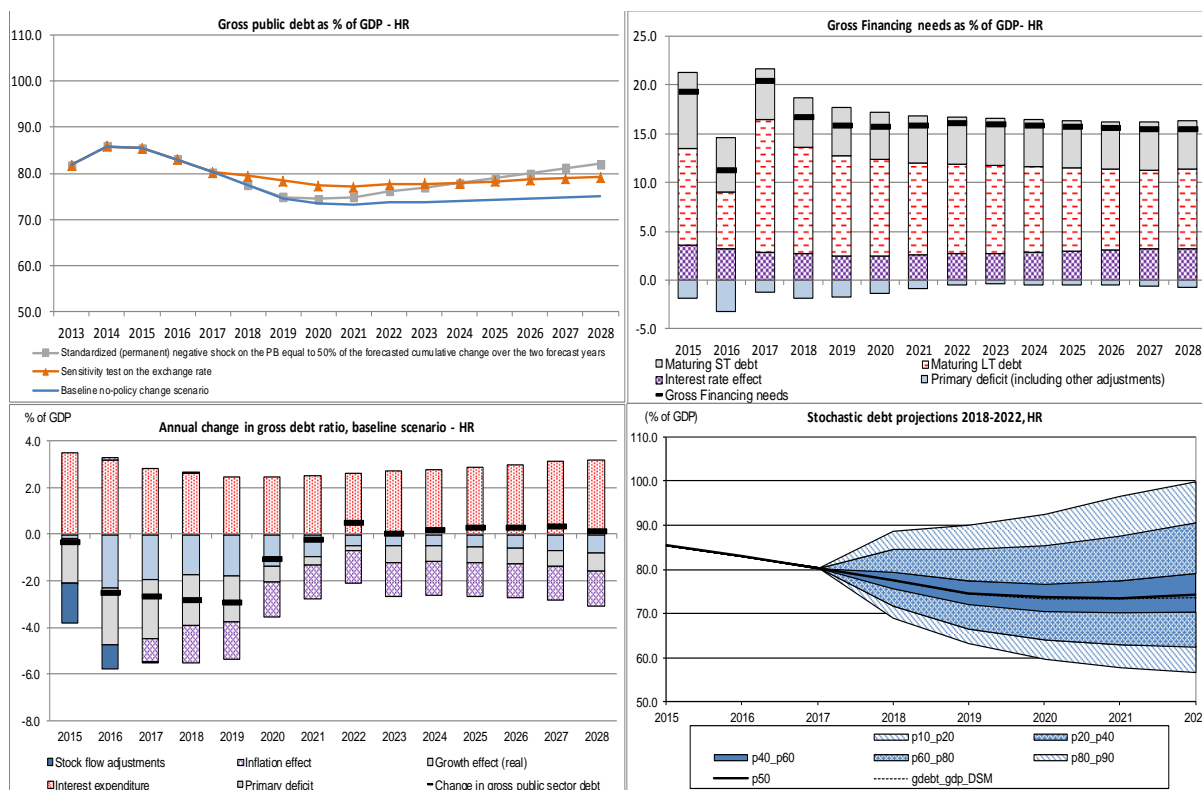 Gross public debt as % of GDP - HR
110.0
100.0
90.0
80.0
70.0
60.0
50.0
2013 2014 2015 2016 2017 2018 2019 2020 2021 2022 2023 2024 2025 2026 2027 2028
Standardized (permanent) negative shock on the PB equal to 50% of the forecasted cumulative change over the two forecast years
Sensitivity test on the exchange rate
Baseline no-policy change scenario
Gross Financing needs as % of GDP- HR
25.0
20.0
15.0
10.0
5.0
0.0
-5.0
2015 2016 2017 2018 2019 2020 2021 2022 2023 2024 2025 2026 2027 2028
Maturing ST debt Maturing LT debt
Interest rate effect Primary deficit (including other adjustments)
Gross Financing needs
% of GDP
Annual change in gross debt ratio, baseline scenario - HR
4.0
2.0
0.0
-2.0
-4.0
-6.0
-8.0
2015 2016 2017 2018 2019 2020 2021 2022 2023 2024 2025 2026 2027 2028
Stock flow adjustments Inflation effect Growth effect (real)
Interest expenditure Primary deficit Change in gross public sector debt
(% of GDP)
Stochastic debt projections 2018-2022, HR
110.0
100.0
90.0
80.0
70.0
60.0
50.0
2015 2016 2017 2018 2019 2020 2021 202
p10_p20 p20_p40
p40_p60 p60_p80 p80_p90
p50 gdebt_gdp_DSM